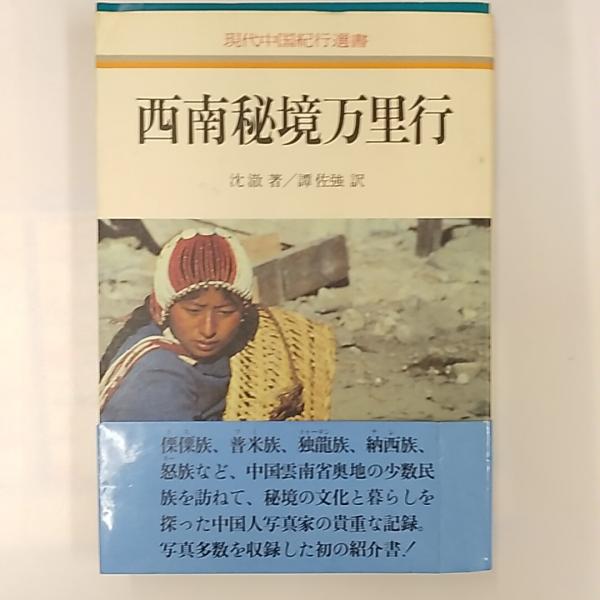 現代中国紀行選書
西南秘境万里行
沈澈 著／譚佐強 訳
傈僳族、普米族、独龍族、納西族、
怒族など、中国雲南省奥地の少数民
族を訪ねて、秘境の文化と暮らしを
探った中国人写真家の貴重な記録。
写真多数を収録した初の紹介書！